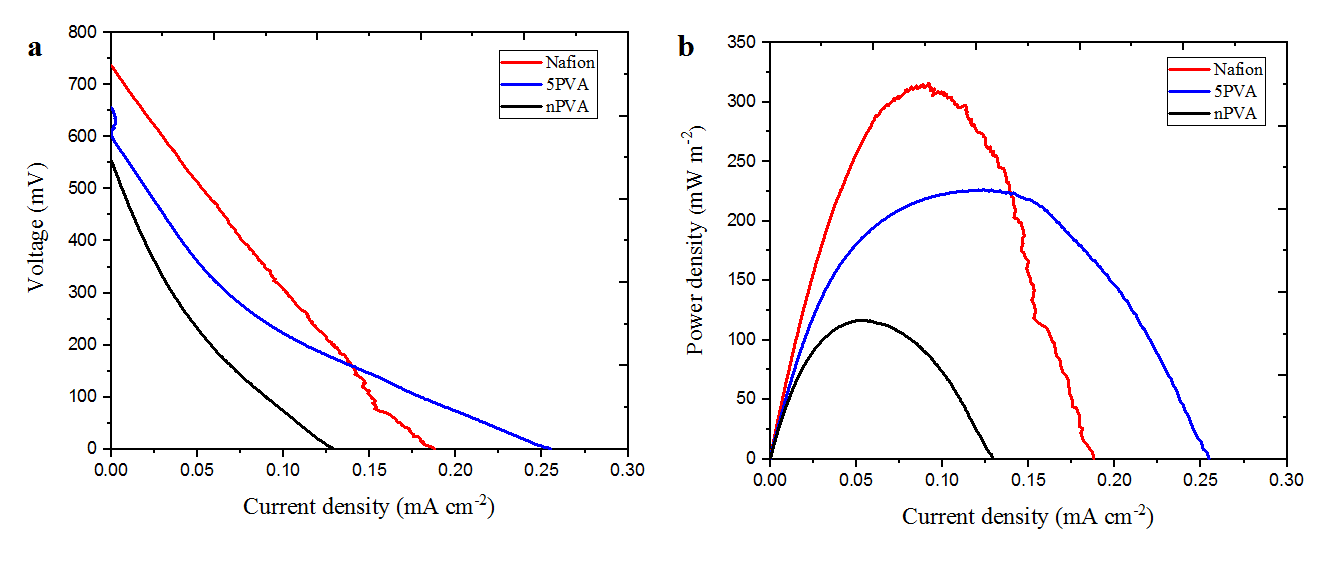 a
800
700
600
500
400
300
200
100
0
0.00 0.05 0.10 0.15 0.20 0.25 0.30
Voltage (mV)
Current density (mA cm-2)
Nafion
5PVA
nPVA
b
350
300
250
200
150
100
50
0
0.00 0.05 0.10 0.15 0.20 0.25 0.30
Power density (mW m-2)
Current density (mA cm-2)
Nafion
5PVA
nPVA